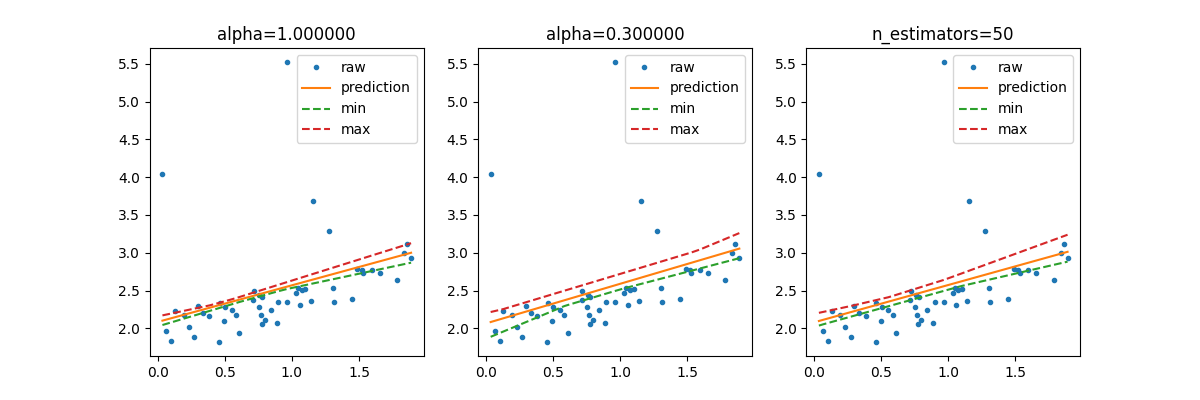 alpha=1.000000 alpha=0.300000 n_estimators=50
5.5 raw 5.5 raw 5.5 raw
prediction prediction prediction
5.0 min 5.0 min 5.0 min
max max max
4.5 4.5 4.5
4.0 4.0 4.0
3.5 3.5 3.5
3.0 3.0 3.0
2.5 2.5 2.5
2.0 2.0 2.0
0.0 0.5 1.0 1.5 0.0 0.5 1.0 1.5 0.0 0.5 1.0 1.5